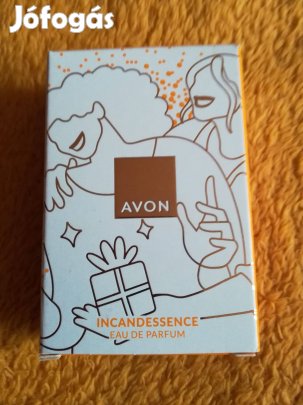 Jófogás
AVON
INCANDESSENCE
EAU DE PARFUM